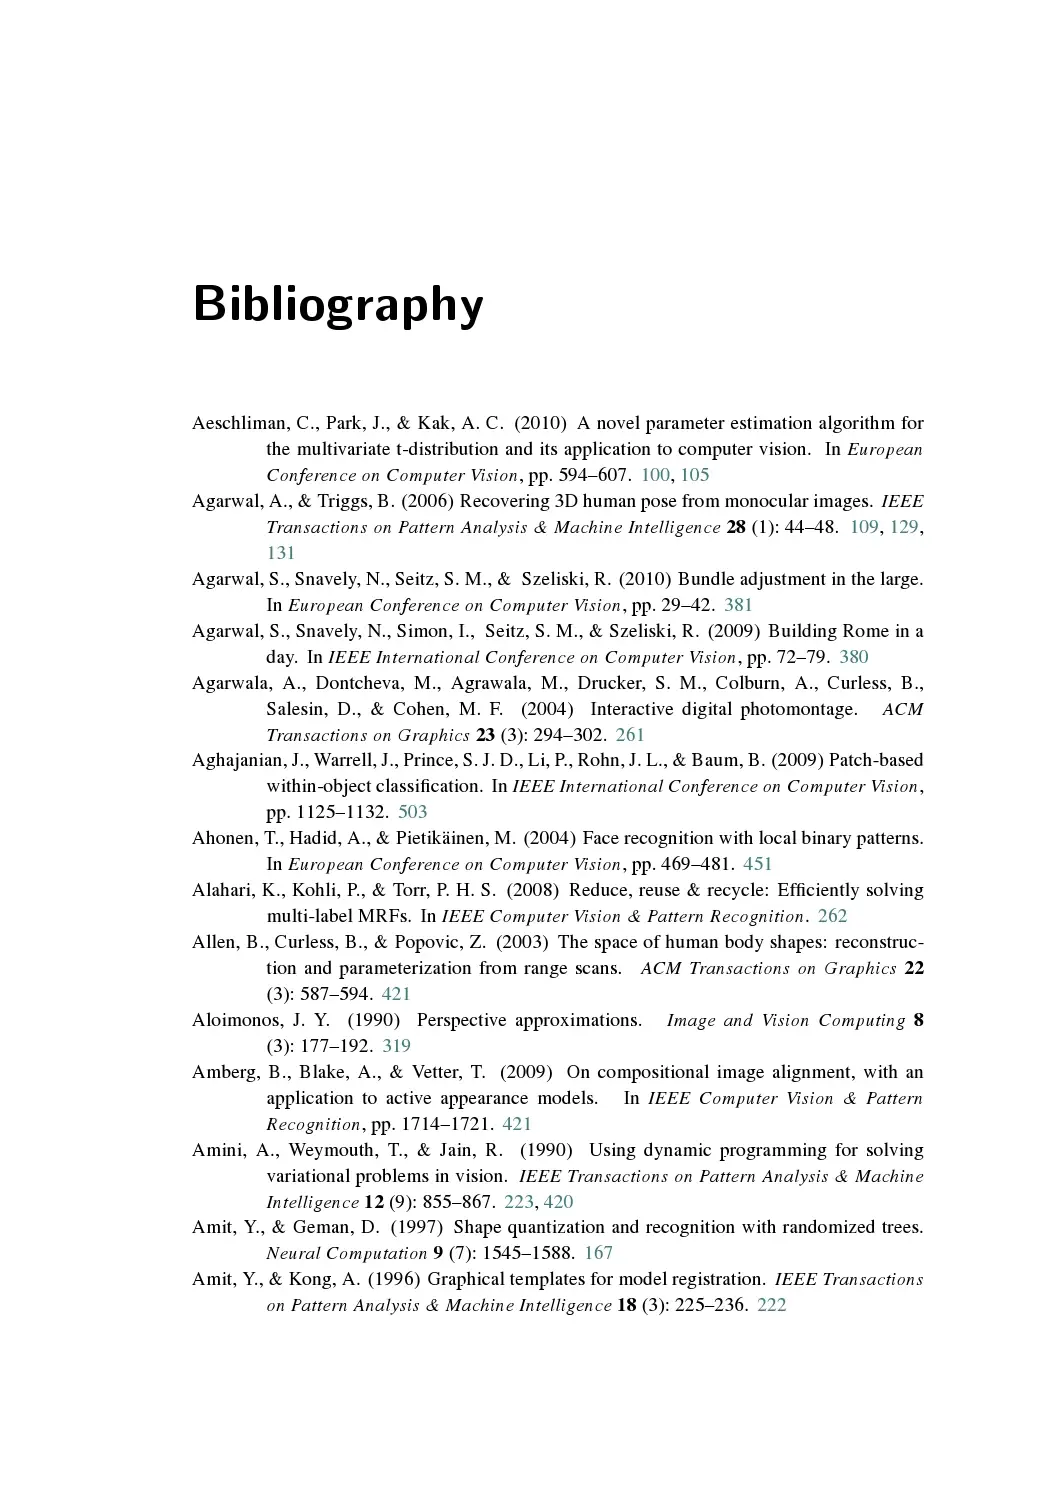 Bibliography
Aeschliman, C., Park, J., & Kak, A. C. (2010) A novel parameter estimation algorithm for
the multivariate t-distribution and its application to computer vision. In European
Conference on Computer Vision, pp. 594–607. 100, 105
Agarwal, A., & Triggs, B. (2006) Recovering 3D human pose from monocular images. IEEE
Transactions on Pattern Analysis & Machine Intelligence 28 (1): 44–48. 109, 129,
131
Agarwal, S., Snavely, N., Seitz, S. M., & Szeliski, R. (2010) Bundle adjustment in the large.
In European Conference on Computer Vision, pp. 29–42. 381
Agarwal, S., Snavely, N., Simon, I., Seitz, S. M., & Szeliski, R. (2009) Building Rome in a
day. In IEEE International Conference on Computer Vision, pp. 72–79. 380
Agarwala, A., Dontcheva, M., Agrawala, M., Drucker, S. M., Colburn, A., Curless, B.,
Salesin, D., & Cohen, M. F. (2004) Interactive digital photomontage. ACM
Transactions on Graphics 23 (3): 294–302. 261
Aghajanian, J., Warrell, J., Prince, S. J. D., Li, P., Rohn, J. L., & Baum, B. (2009) Patch-based
within-object classification. In IEEE International Conference on Computer Vision,
pp. 1125–1132. 503
Ahonen, T., Hadid, A., & Pietikäinen, M. (2004) Face recognition with local binary patterns.
In European Conference on Computer Vision, pp. 469–481. 451
Alahari, K., Kohli, P., & Torr, P. H. S. (2008) Reduce, reuse & recycle: Efficiently solving
multi-label MRFs. In IEEE Computer Vision & Pattern Recognition. 262
Allen, B., Curless, B., & Popovic, Z. (2003) The space of human body shapes: reconstruc-
tion and parameterization from range scans. ACM Transactions on Graphics 22
(3): 587–594. 421
Aloimonos, J. Y. (1990) Perspective approximations. Image and Vision Computing 8
(3): 177–192. 319
Amberg, B., Blake, A., & Vetter, T. (2009) On compositional image alignment, with an
application to active appearance models. In IEEE Computer Vision & Pattern
Recognition, pp. 1714–1721. 421
Amini, A., Weymouth, T., & Jain, R. (1990) Using dynamic programming for solving
variational problems in vision. IEEE Transactions on Pattern Analysis & Machine
Intelligence 12 (9): 855–867. 223, 420
Amit, Y., & Geman, D. (1997) Shape quantization and recognition with randomized trees.
Neural Computation 9 (7): 1545–1588. 167
Amit, Y., & Kong, A. (1996) Graphical templates for model registration. IEEE Transactions
on Pattern Analysis & Machine Intelligence 18 (3): 225–236. 222